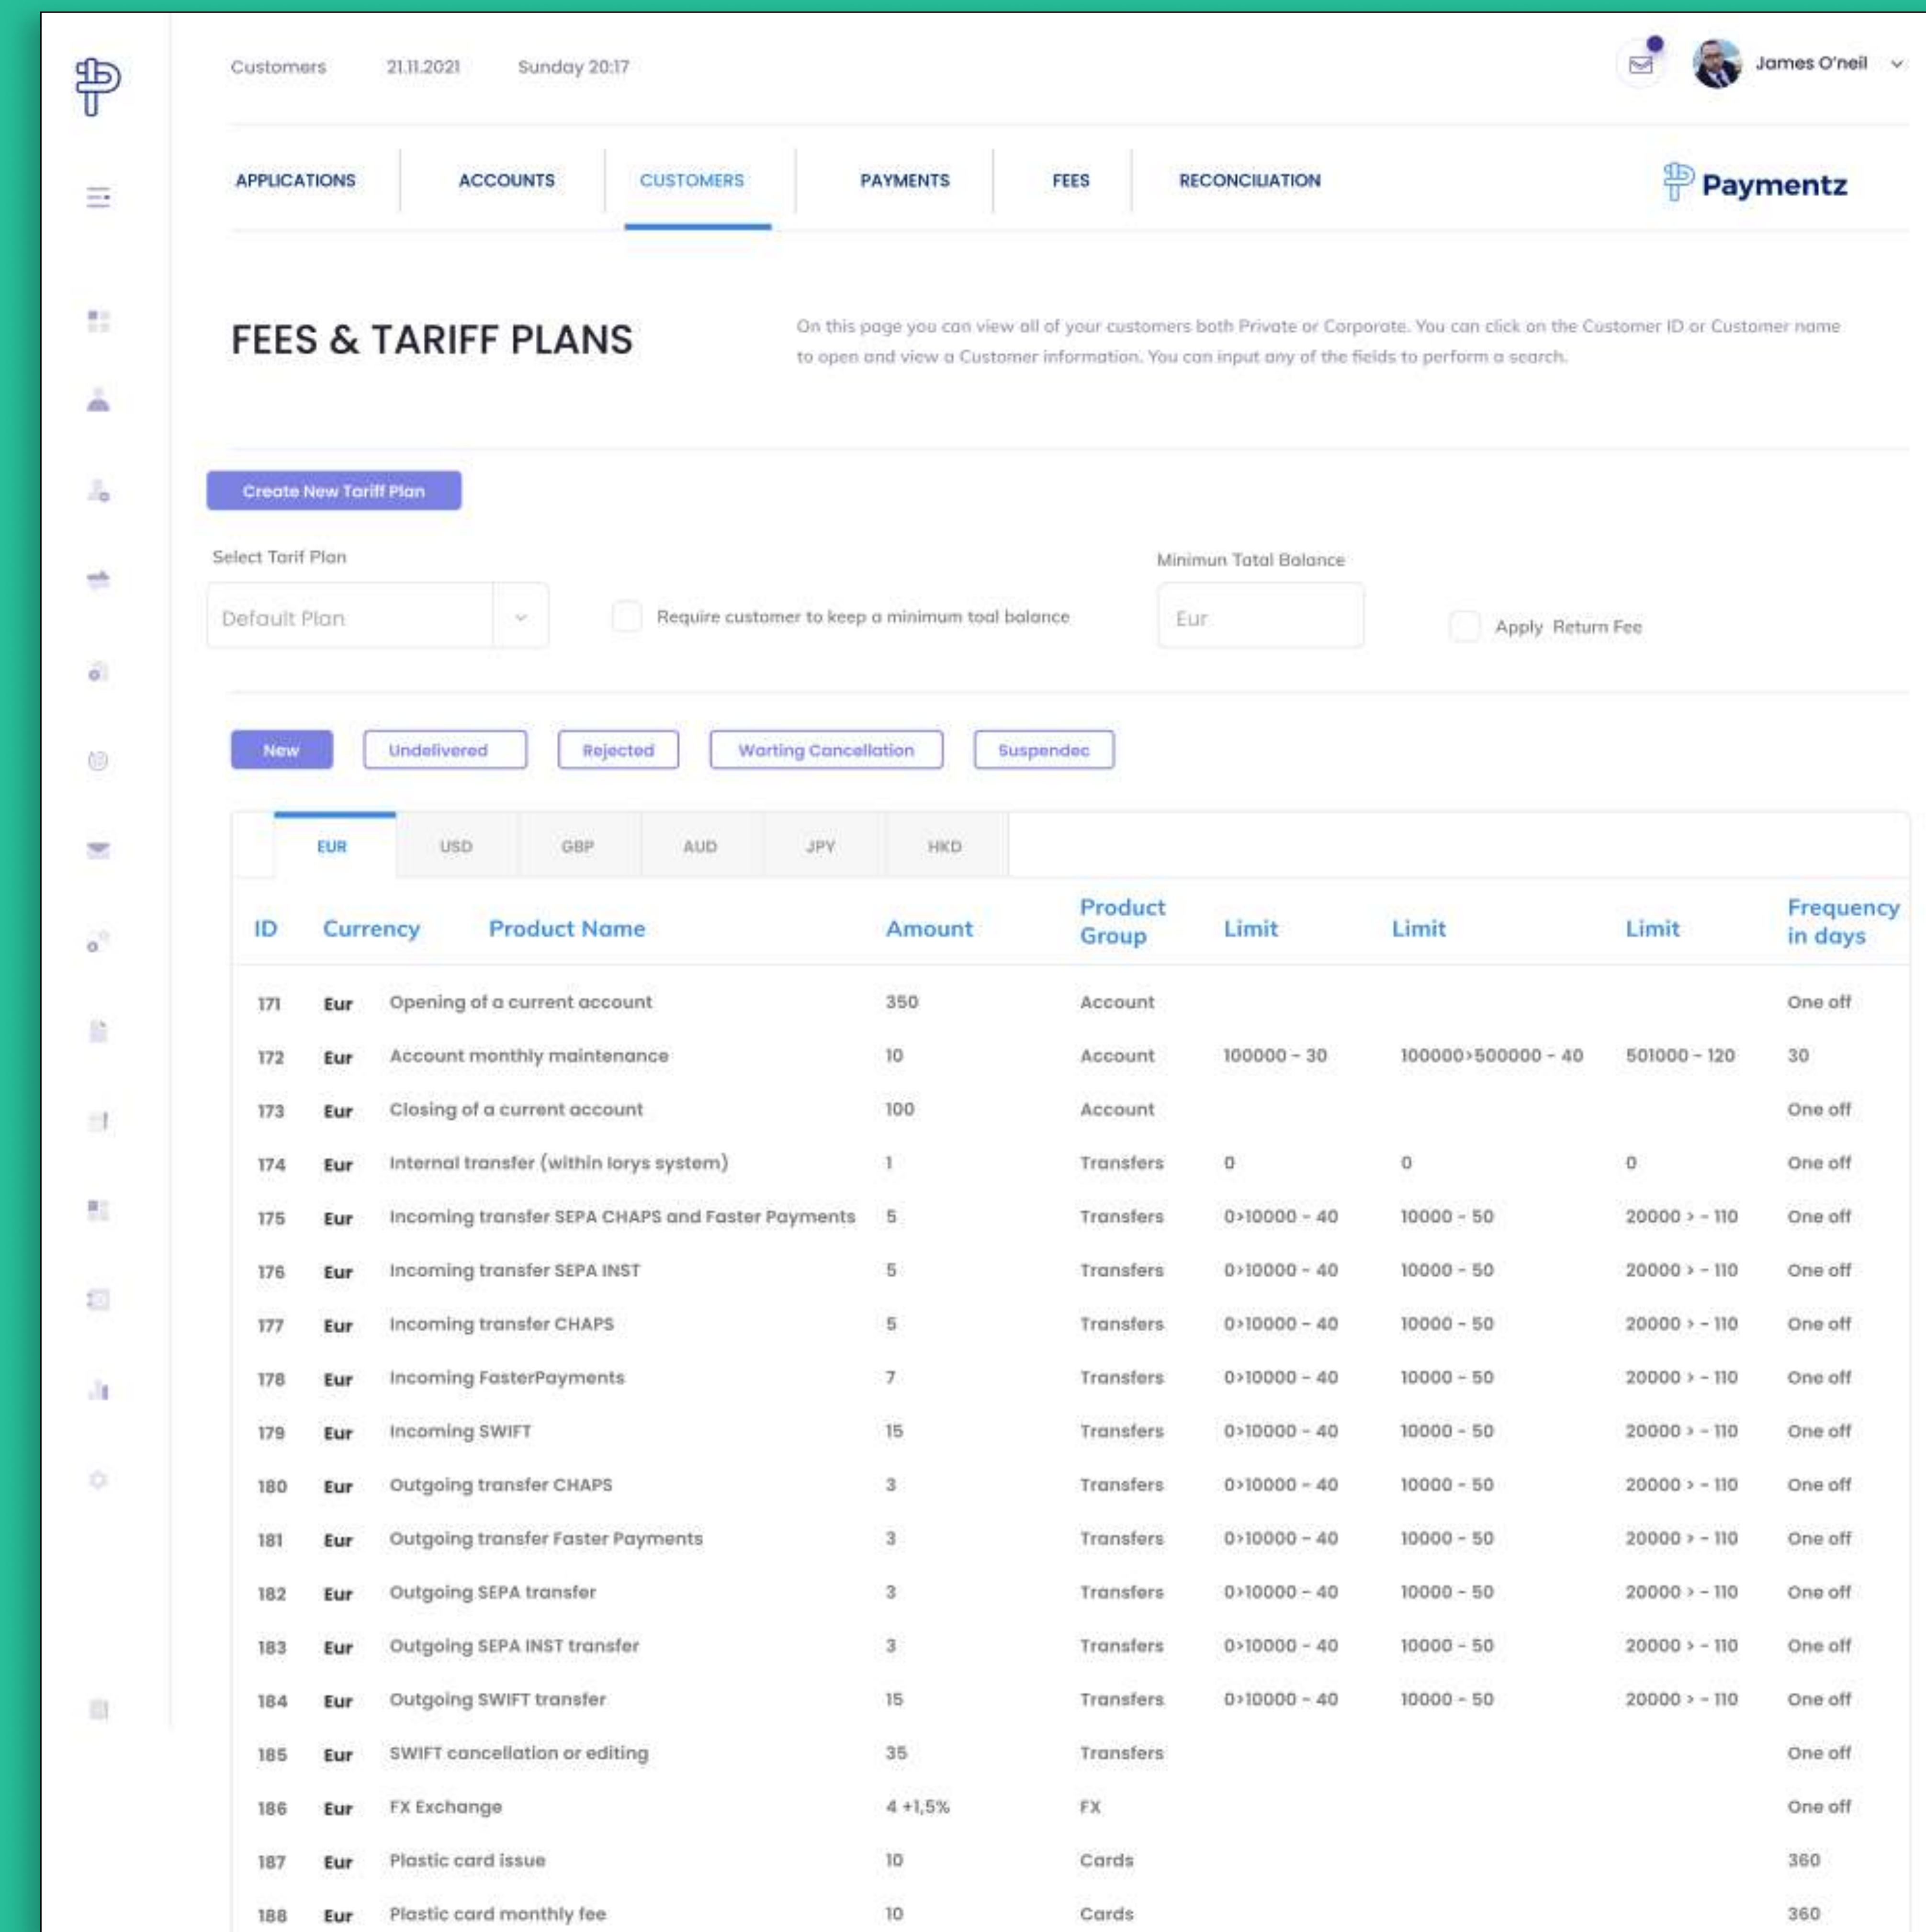 Customers 21.11.2021 Sunday 20:17 James O'neil
APPLICATIONS ACCOUNTS CUSTOMERS PAYMENTS FEES RECONCILIATION Paymentz
FEES & TARIFF PLANS
On this page you can view all of your customers both Private or Corporate. You can click on the Customer ID or Customer name
to open and view a Customer information. You can input any of the fields to perform a search.
Create New Tariff Plan
Select Tarif Plan Minimun Tatal Balance
Default Plan Require customer to keep a minimum toal balance Eur Apply Return Fee
New Undelivered Rejected Warting Cancellation Suspendec
EUR USD GBP AUD JPY HKD
ID Currency Product Name Amount Product Group Limit Limit Limit Frequency in days
171 Eur Opening of a current account 350 Account One off
172 Eur Account monthly maintenance 10 Account 100000 - 30 100000>500000 - 40 501000 - 120 30
173 Eur Closing of a current account 100 Account One off
174 Eur Internal transfer (within Iorys system) 1 Transfers 0 0 0 One off
175 Eur Incoming transfer SEPA CHAPS and Faster Payments 5 Transfers 0>10000 - 40 10000 - 50 20000 > - 110 One off
176 Eur Incoming transfer SEPA INST 5 Transfers 0>10000 - 40 10000 - 50 20000 > - 110 One off
177 Eur Incoming transfer CHAPS 5 Transfers 0>10000 - 40 10000 - 50 20000 > - 110 One off
178 Eur Incoming FasterPayments 7 Transfers 0>10000 - 40 10000 - 50 20000 > - 110 One off
179 Eur Incoming SWIFT 15 Transfers 0>10000 - 40 10000 - 50 20000 > - 110 One off
180 Eur Outgoing transfer CHAPS 3 Transfers 0>10000 - 40 10000 - 50 20000 > - 110 One off
181 Eur Outgoing transfer Faster Payments 3 Transfers 0>10000 - 40 10000 - 50 20000 > - 110 One off
182 Eur Outgoing SEPA transfer 3 Transfers 0>10000 - 40 10000 - 50 20000 > - 110 One off
183 Eur Outgoing SEPA INST transfer 3 Transfers 0>10000 - 40 10000 - 50 20000 > - 110 One off
184 Eur Outgoing SWIFT transfer 15 Transfers 0>10000 - 40 10000 - 50 20000 > - 110 One off
185 Eur SWIFT cancellation or editing 35 Transfers One off
186 Eur FX Exchange 4 +1,5% FX One off
187 Eur Plastic card issue 10 Cards 360
188 Eur Plastic card monthly fee 10 Cards 360